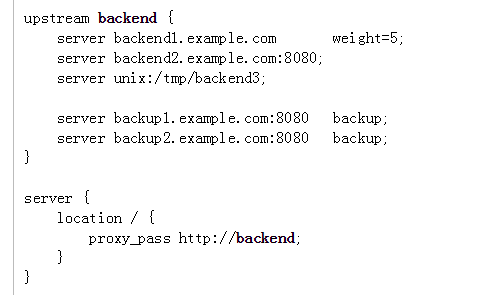 upstream backend {
    server backend1.example.com       weight=5;
    server backend2.example.com:8080;
    server unix:/tmp/backend3;

    server backup1.example.com:8080   backup;
    server backup2.example.com:8080   backup;
}

server {
    location / {
        proxy_pass http://backend;
    }
}